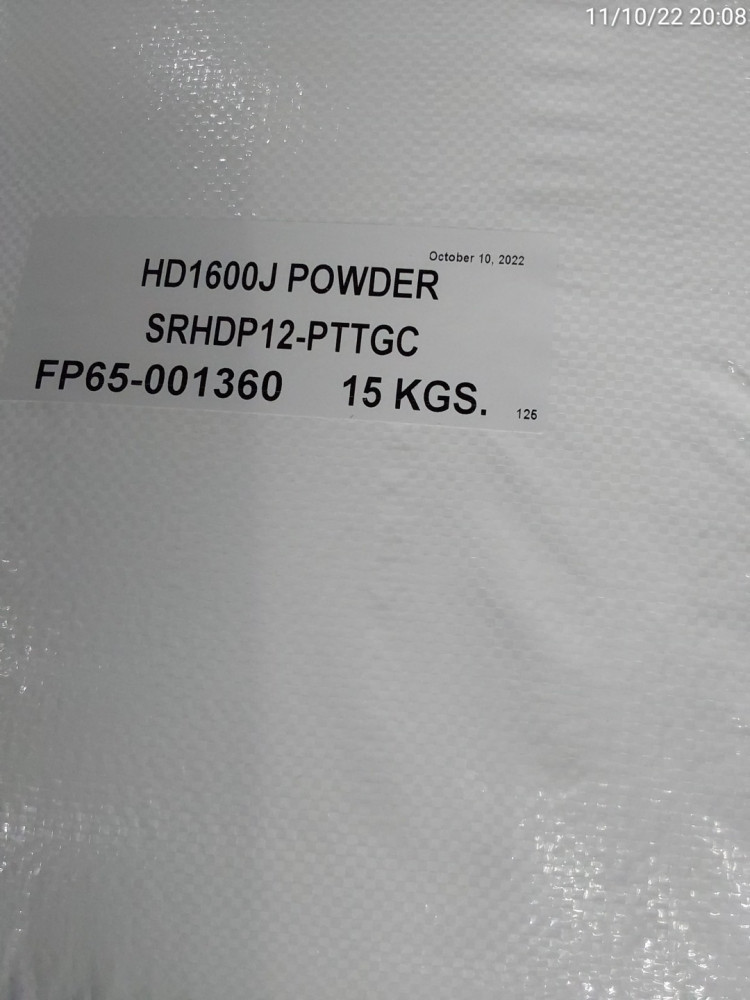 11/10/22 20:08
October 10, 2022
HD1600J POWDER
SRHDP12-PTTGC
FP65-001360 15 KGS. 126